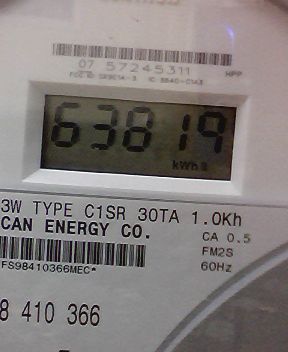 07 57245311
HPP
63819
kWh
3W TYPE C1SR 30TA 1.0Kh
CAN ENERGY CO.
CA 0.5
FM2S
60Hz
FS98410366MEC*
8 410 366